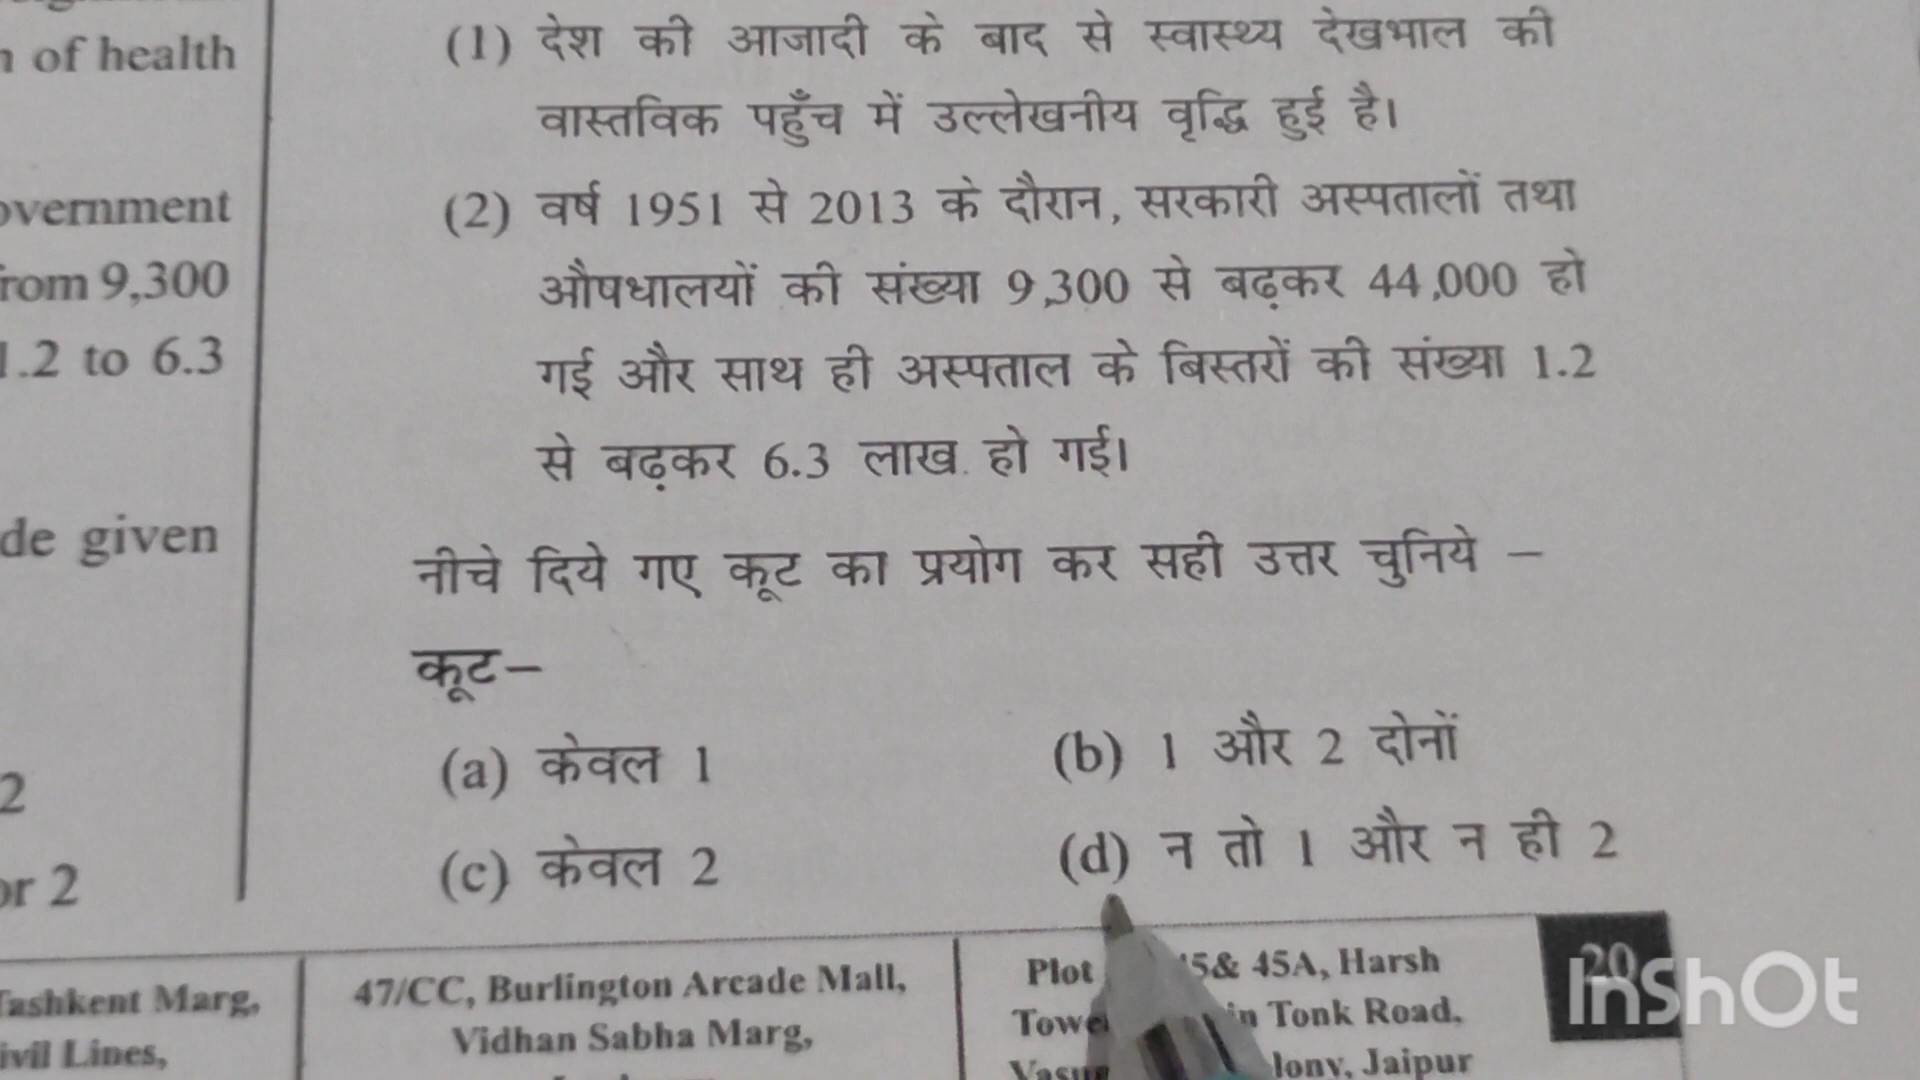 of health
vernment
rom 9,300
1.2 to 6.3
de given
2
or 2
(1) देश की आजादी के बाद से स्वास्थ्य देखभाल की
वास्तविक पहुँच में उल्लेखनीय वृद्धि हुई है।
(2) वर्ष 1951 से 2013 के दौरान, सरकारी अस्पतालों तथा
औषधालयों की संख्या 9,300 से बढ़कर 44,000 हो
गई और साथ ही अस्पताल के बिस्तरों की संख्या 1.2
से बढ़कर 6.3 लाख हो गई।
नीचे दिये गए कूट का प्रयोग कर सही उत्तर चुनिये –
कूट–
(a) केवल 1 (b) 1 और 2 दोनों
(c) केवल 2 (d) न तो 1 और न ही 2
Tashkent Marg,
ivil Lines,
47/CC, Burlington Arcade Mall,
Vidhan Sabha Marg,
Plot 5& 45A, Harsh
Towe in Tonk Road,
Vasun lony, Jaipur
20
InShOt